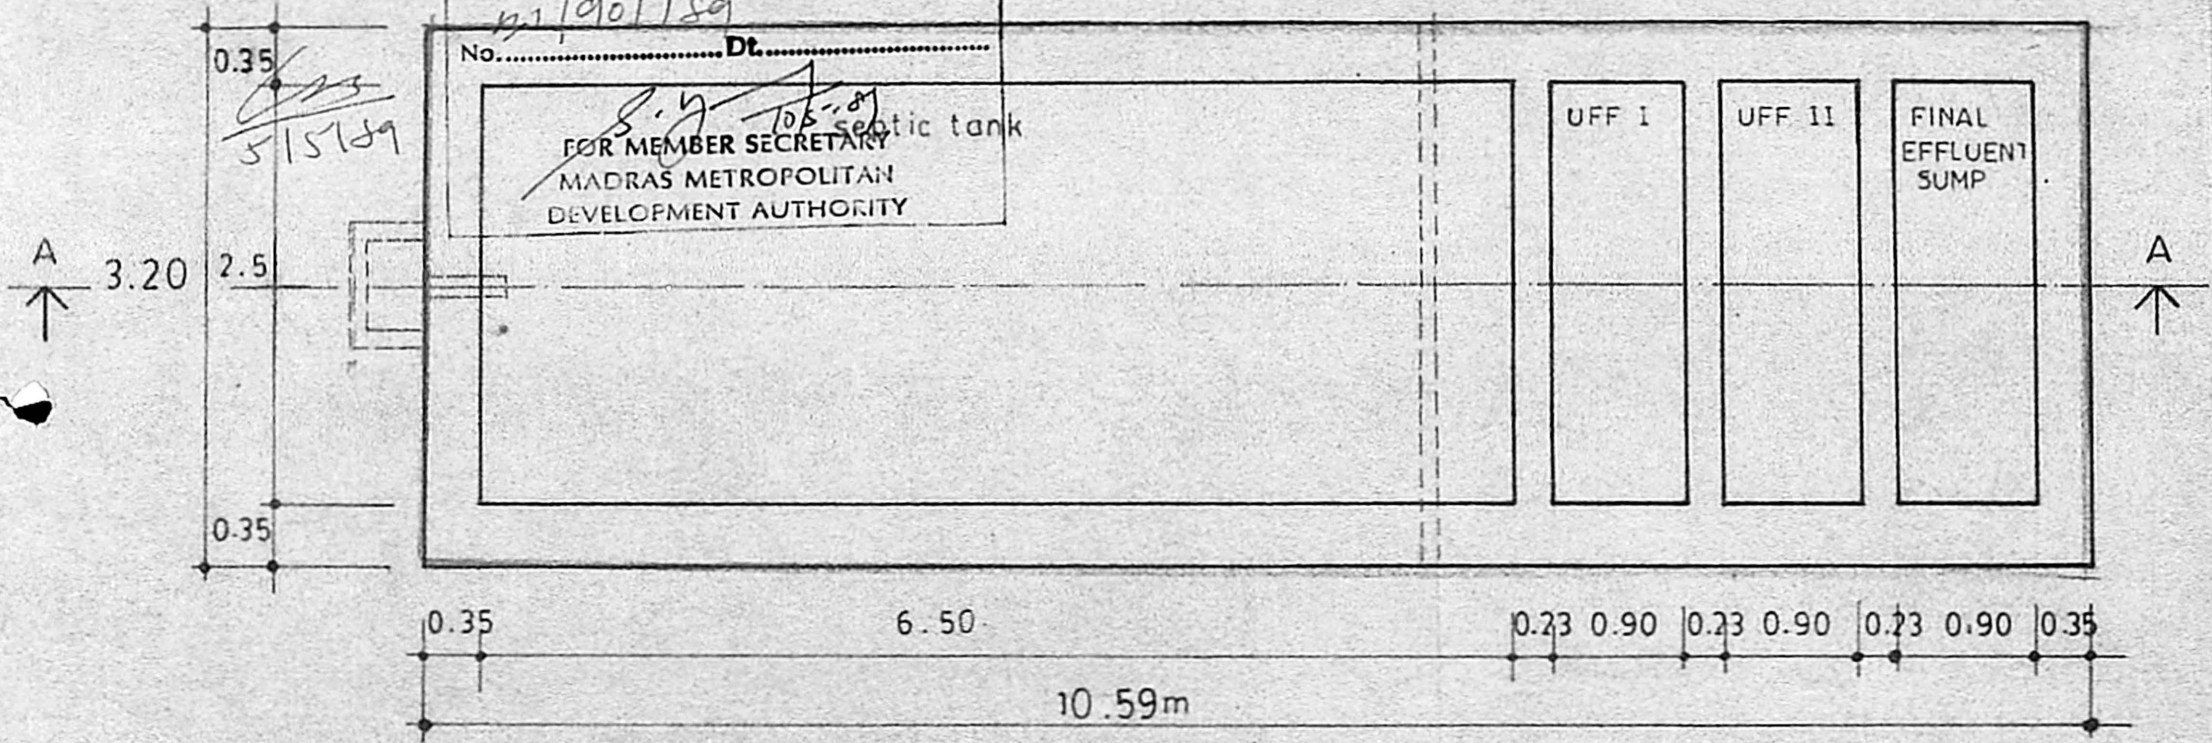 No. Dt.
0.35
5/5/89
septic tank
FOR MEMBER SECRETARY
MADRAS METROPOLITAN
DEVELOPMENT AUTHORITY
UFF I
UFF II
FINAL
EFFLUENT
SUMP
A
3.20
2.5
A
0.35
0.35 6.50 0.23 0.90 0.23 0.90 0.23 0.90 0.35
10.59m